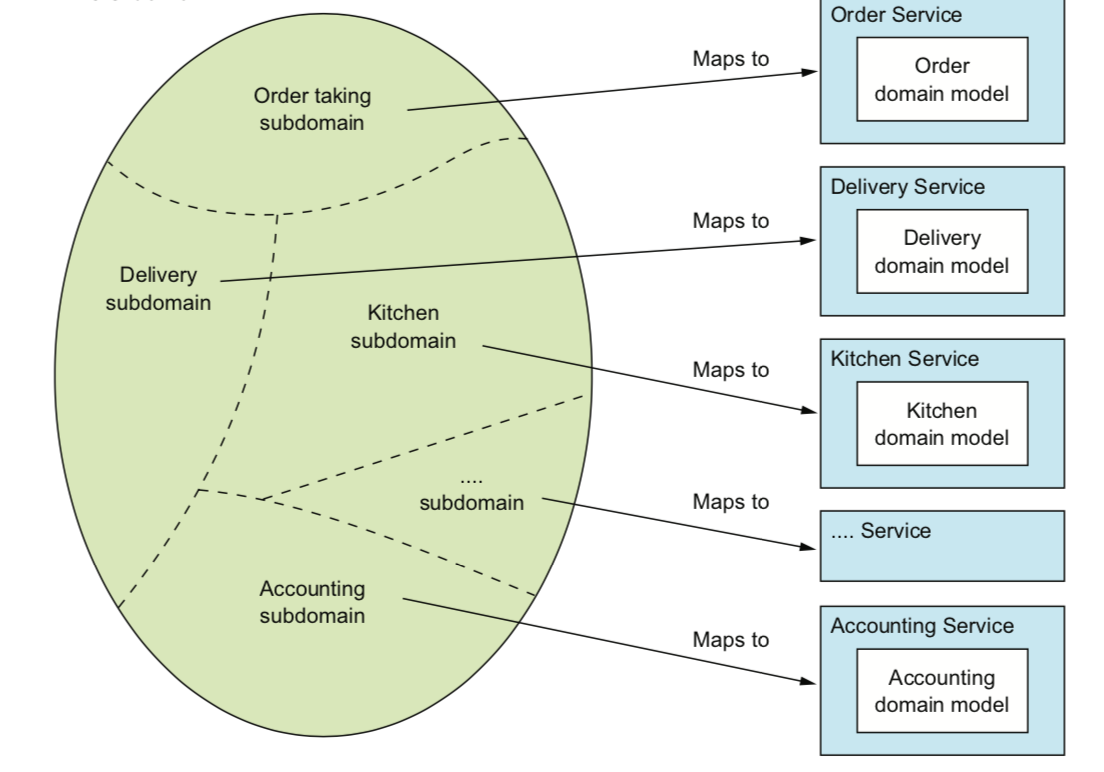 Order taking
subdomain
Delivery
subdomain
Kitchen
subdomain
....
subdomain
Accounting
subdomain
Maps to
Maps to
Maps to
Maps to
Maps to
Order Service
Order
domain model
Delivery Service
Delivery
domain model
Kitchen Service
Kitchen
domain model
.... Service
Accounting Service
Accounting
domain model